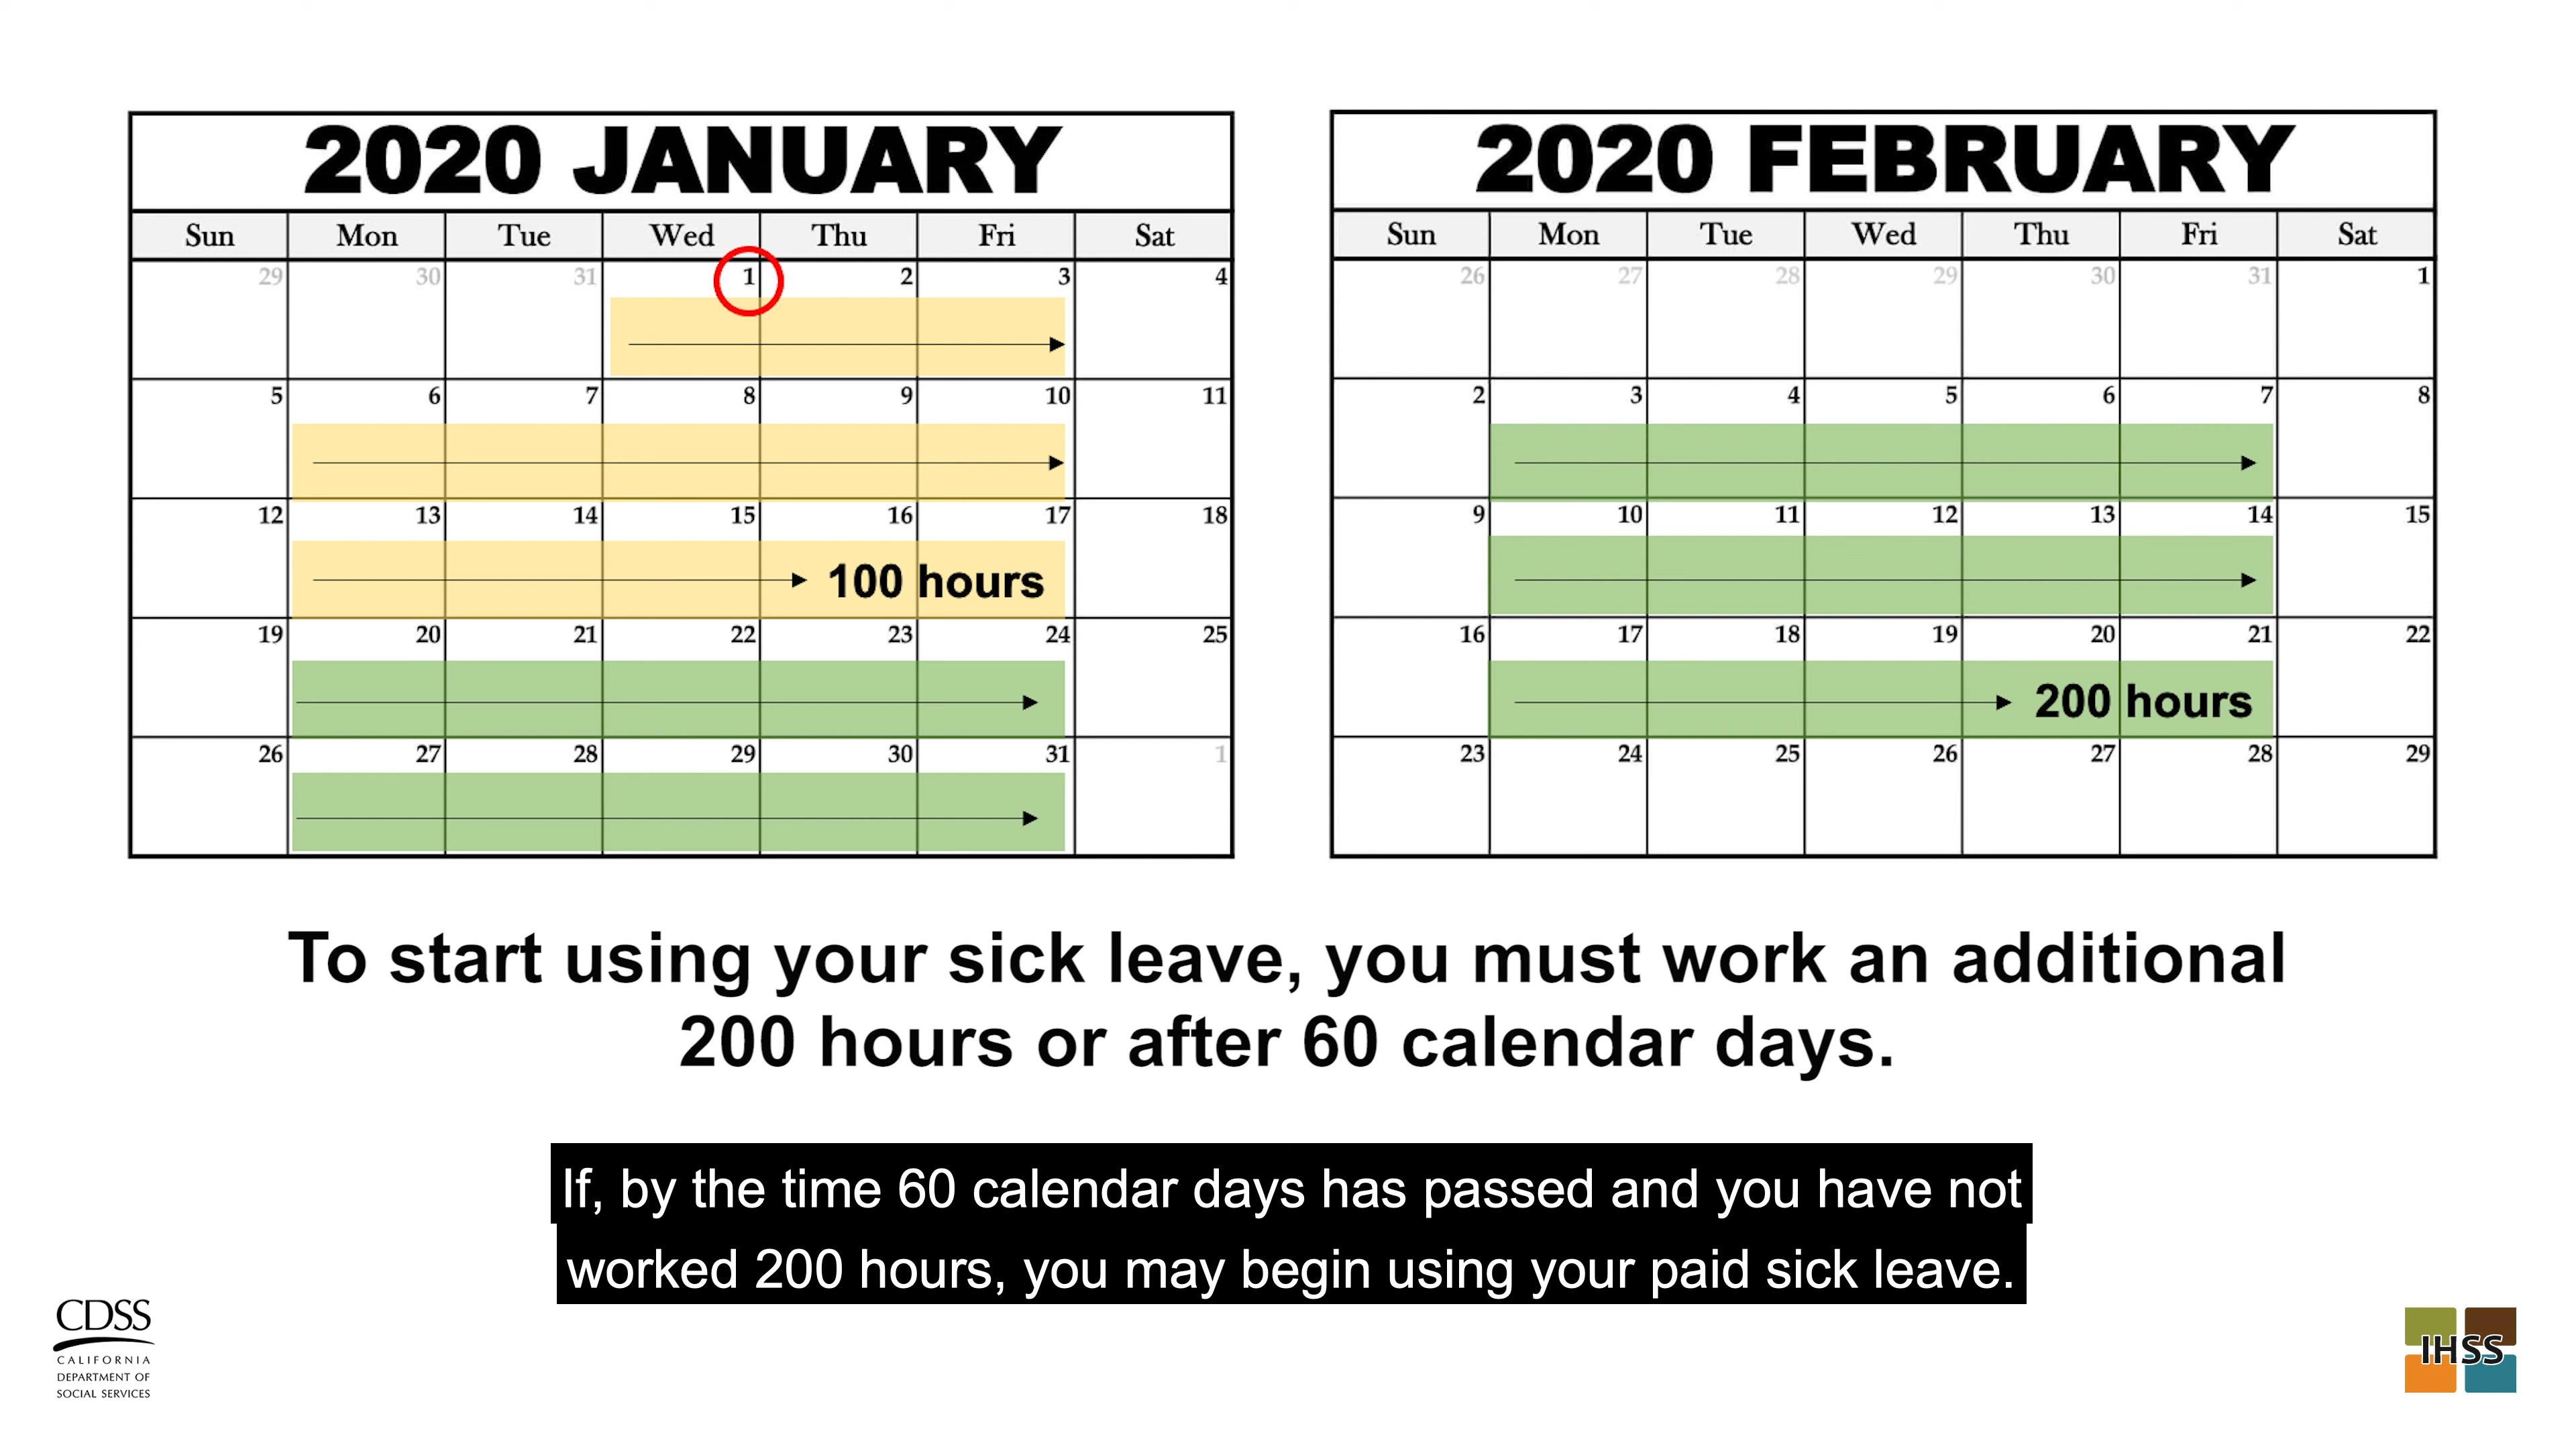 2020 JANUARY
Sun Mon Tue Wed Thu Fri Sat
29 30 31 1 2 3 4
5 6 7 8 9 10 11
12 13 14 15 16 17 18
100 hours
19 20 21 22 23 24 25
26 27 28 29 30 31 1
2020 FEBRUARY
Sun Mon Tue Wed Thu Fri Sat
26 27 28 29 30 31 1
2 3 4 5 6 7 8
9 10 11 12 13 14 15
16 17 18 19 20 21 22
200 hours
23 24 25 26 27 28 29
To start using your sick leave, you must work an additional
200 hours or after 60 calendar days.
If, by the time 60 calendar days has passed and you have not
worked 200 hours, you may begin using your paid sick leave.
CDSS
CALIFORNIA
DEPARTMENT OF
SOCIAL SERVICES
IHSS